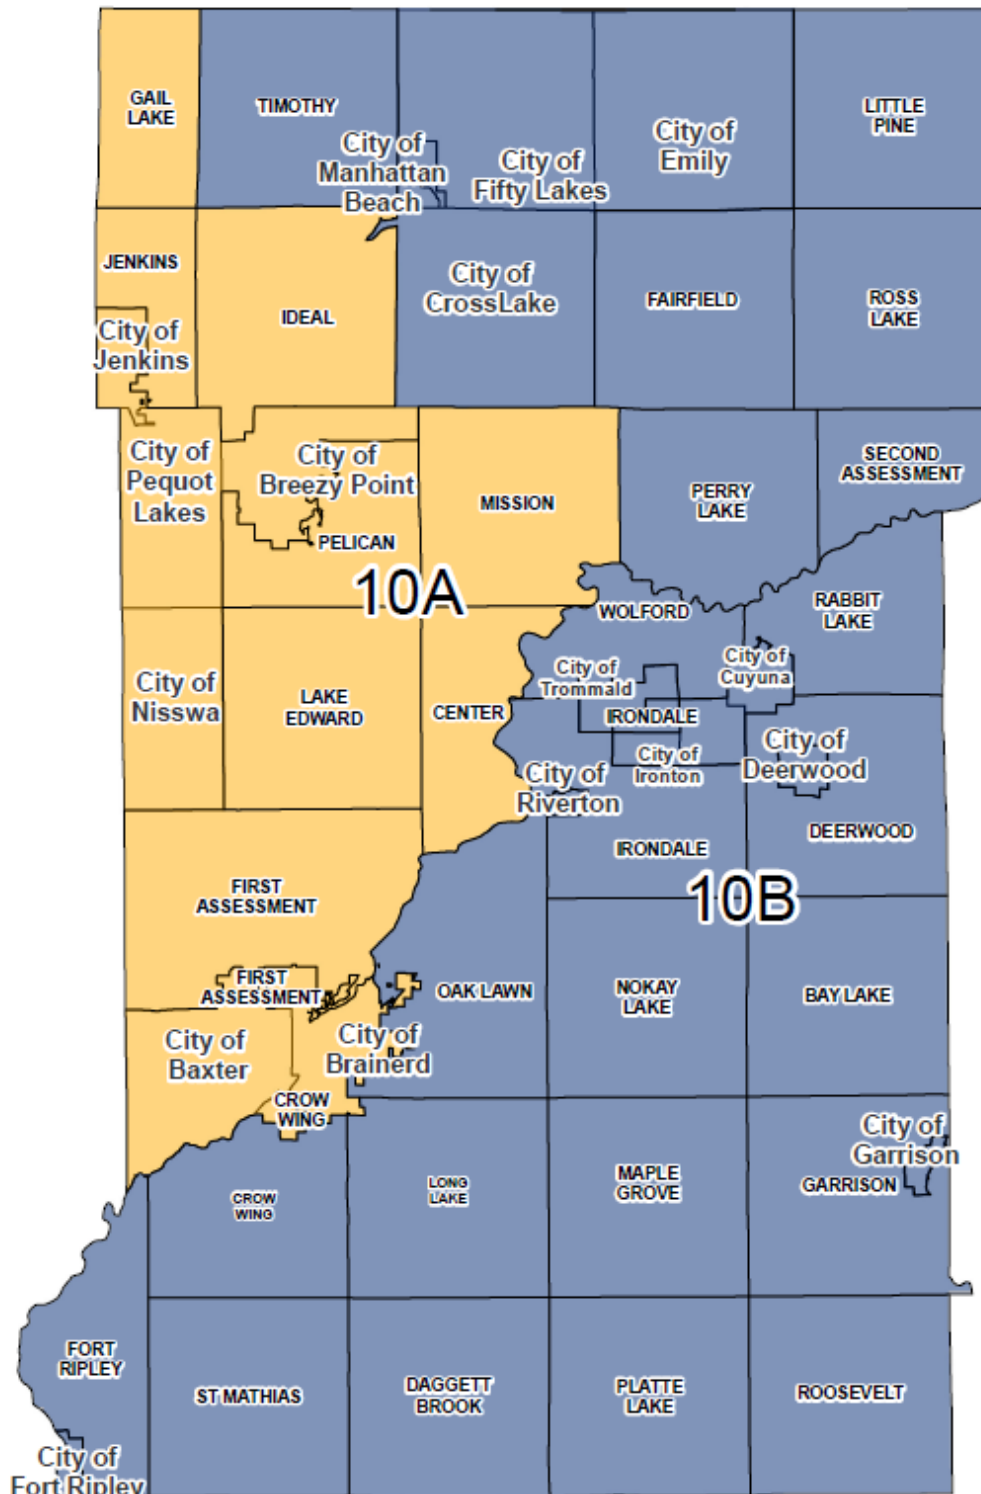 GAIL
LAKE
TIMOTHY
LITTLE
PINE
City of
Manhattan
Beach
City of
Fifty Lakes
City of
Emily
JENKINS
IDEAL
City of
CrossLake
FAIRFIELD
ROSS
LAKE
City of
Jenkins
City of
Pequot
Lakes
City of
Breezy Point
MISSION
PERRY
LAKE
SECOND
ASSESSMENT
PELICAN
10A
WOLFORD
RABBIT
LAKE
City of
Nisswa
LAKE
EDWARD
CENTER
City of
Trommald
City of
Cuyuna
IRONDALE
City of
Ironton
City of
Deerwood
City of
Riverton
IRONDALE
DEERWOOD
FIRST
ASSESSMENT
10B
FIRST
ASSESSMENT
OAK LAWN
NOKAY
LAKE
BAY LAKE
City of
Baxter
City of
Brainerd
CROW
WING
City of
Garrison
CROW
WING
LONG
LAKE
MAPLE
GROVE
GARRISON
FORT
RIPLEY
ST MATHIAS
DAGGETT
BROOK
PLATTE
LAKE
ROOSEVELT
City of
Fort Ripley